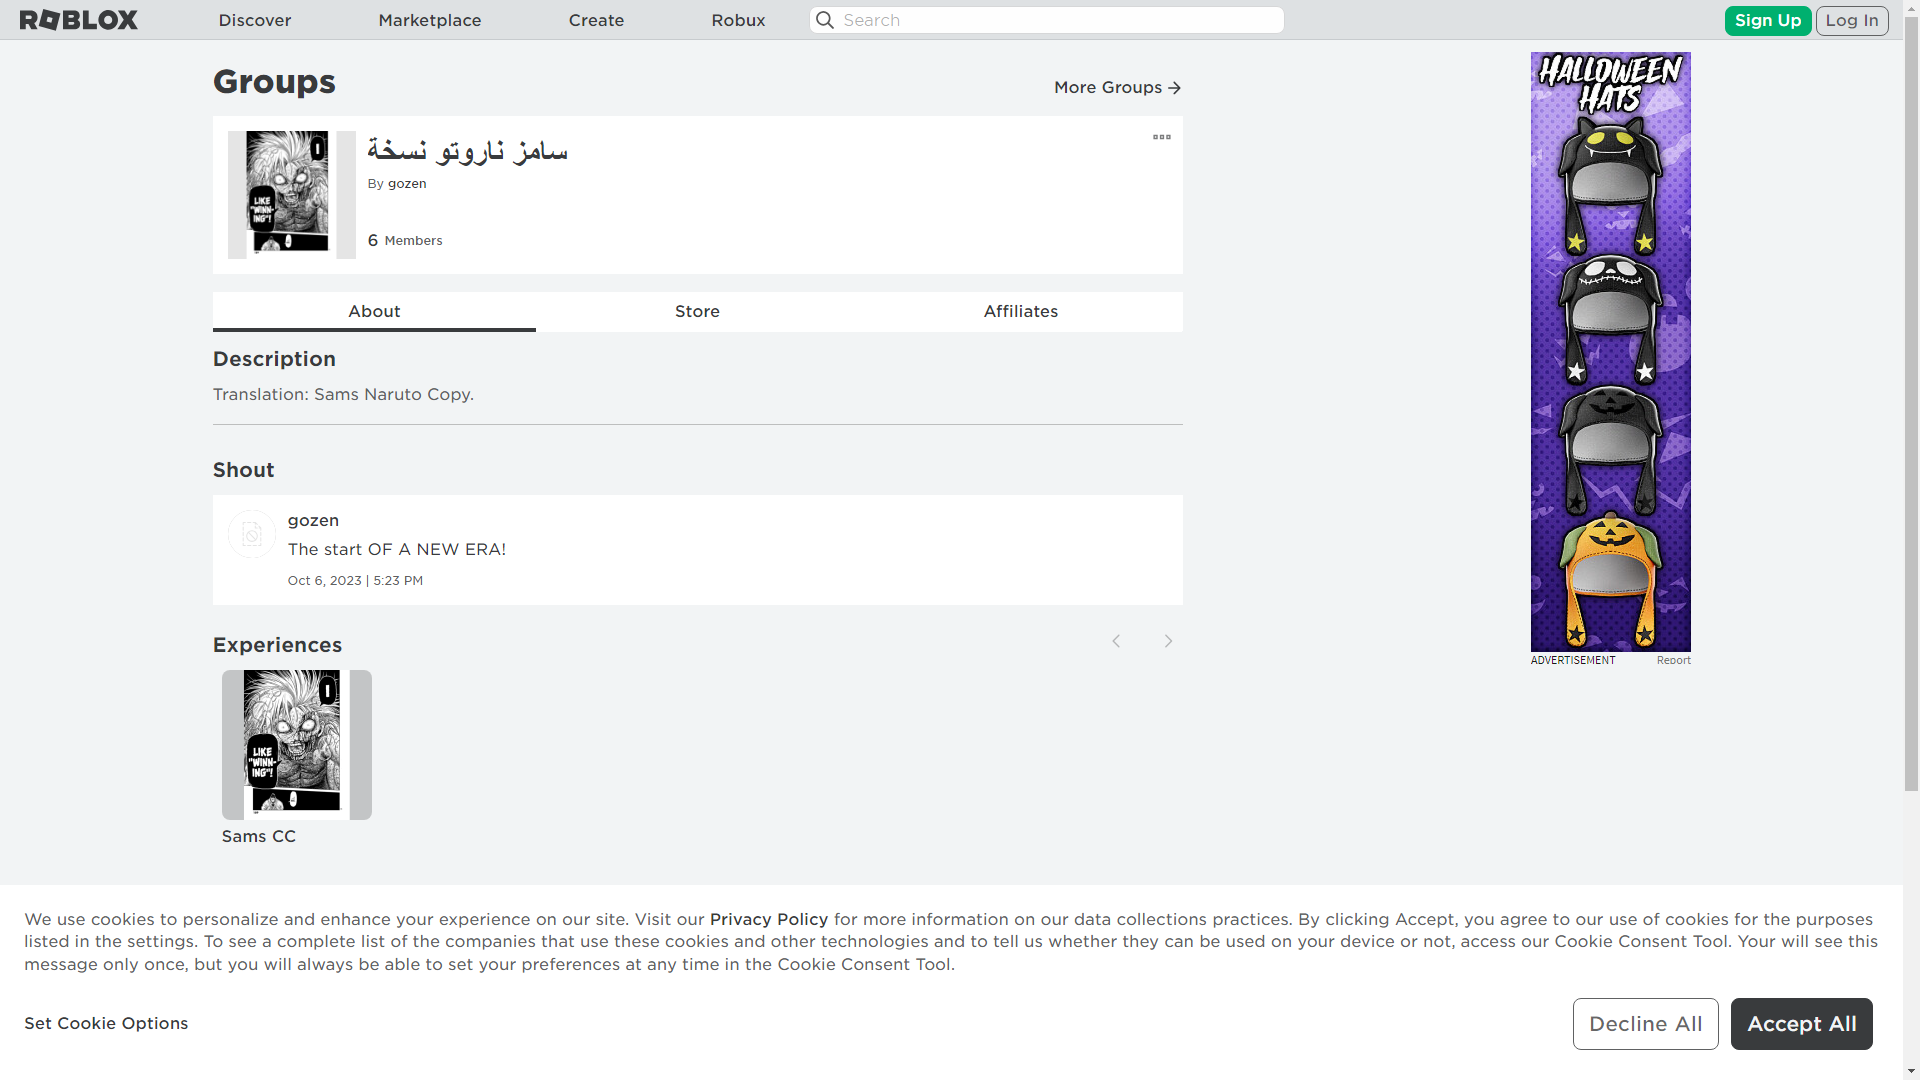 ROBLOX
Discover
Marketplace
Create
Robux
Search
Sign Up
Log In
Groups
More Groups
سامز ناروتو نسخة
By gozen
6 Members
LIKE
"WINN-
ING"!
About
Store
Affiliates
Description
Translation: Sams Naruto Copy.
Shout
gozen
The start OF A NEW ERA!
Oct 6, 2023 | 5:23 PM
Experiences
LIKE
"WINN-
ING"!
Sams CC
HALLOWEEN
HATS
ADVERTISEMENT
Report
We use cookies to personalize and enhance your experience on our site. Visit our Privacy Policy for more information on our data collections practices. By clicking Accept, you agree to our use of cookies for the purposes
listed in the settings. To see a complete list of the companies that use these cookies and other technologies and to tell us whether they can be used on your device or not, access our Cookie Consent Tool. Your will see this
message only once, but you will always be able to set your preferences at any time in the Cookie Consent Tool.
Set Cookie Options
Decline All
Accept All